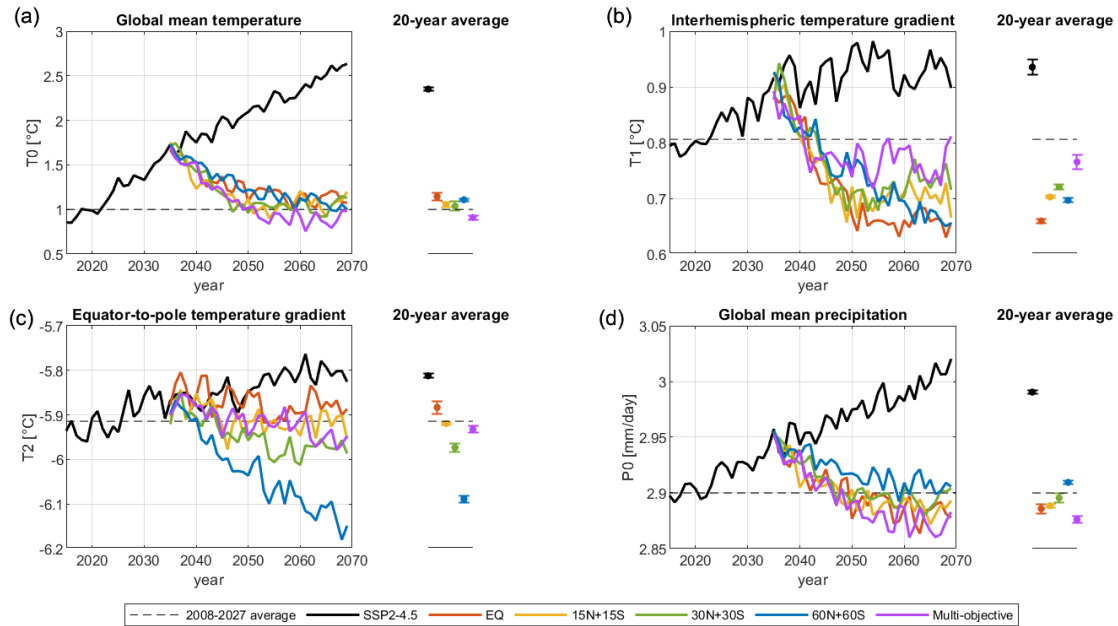 (a)
Global mean temperature
20-year average
3
2.5
2
1.5
1
0.5
T0 [°C]
2020 2030 2040 2050 2060 2070
year
(b)
Interhemispheric temperature gradient
20-year average
1
0.9
0.8
0.7
0.6
T1 [°C]
2020 2030 2040 2050 2060 2070
year
(c)
Equator-to-pole temperature gradient
20-year average
-5.7
-5.8
-5.9
-6
-6.1
-6.2
T2 [°C]
2020 2030 2040 2050 2060 2070
year
(d)
Global mean precipitation
20-year average
3.05
3
2.95
2.9
2.85
P0 [mm/day]
2020 2030 2040 2050 2060 2070
year
2008-2027 average SSP2-4.5 EQ 15N+15S 30N+30S 60N+60S Multi-objective